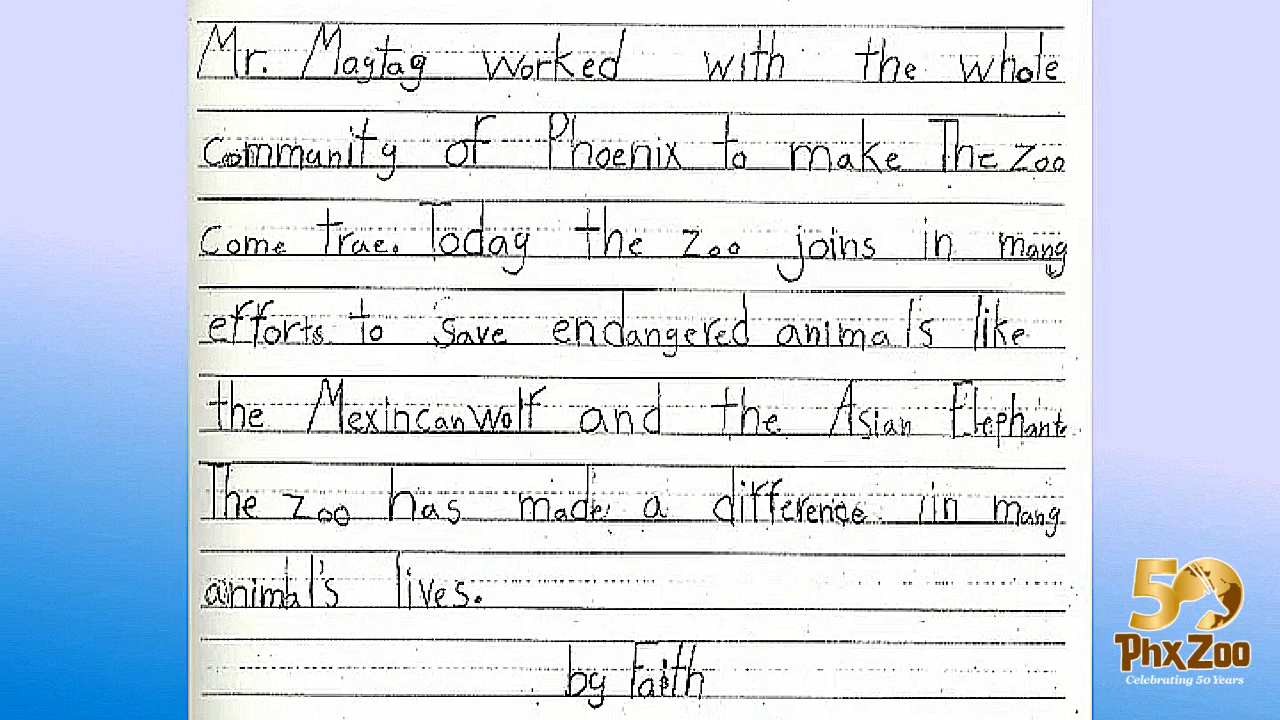 Mr. Magtag worked with the whole
community of Phoenix to make The zoo
come true. Today the zoo joins in many
efforts to save endangered animals like
the Mexincan wolf and the Asian Elephant.
The zoo has made a difference in many
animal's lives.
by Faith
50
PhxZoo
Celebrating 50 Years